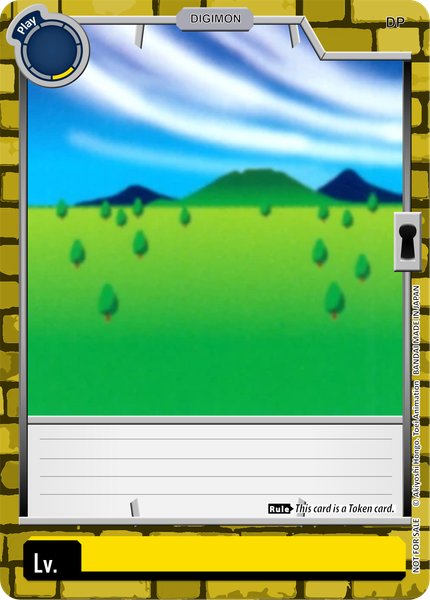 Play
DIGIMON
DP
Rule This card is a Token card.
Lv.
NOT FOR SALE © Akiyoshi Hongo, Toei Animation BANDAI MADE IN JAPAN